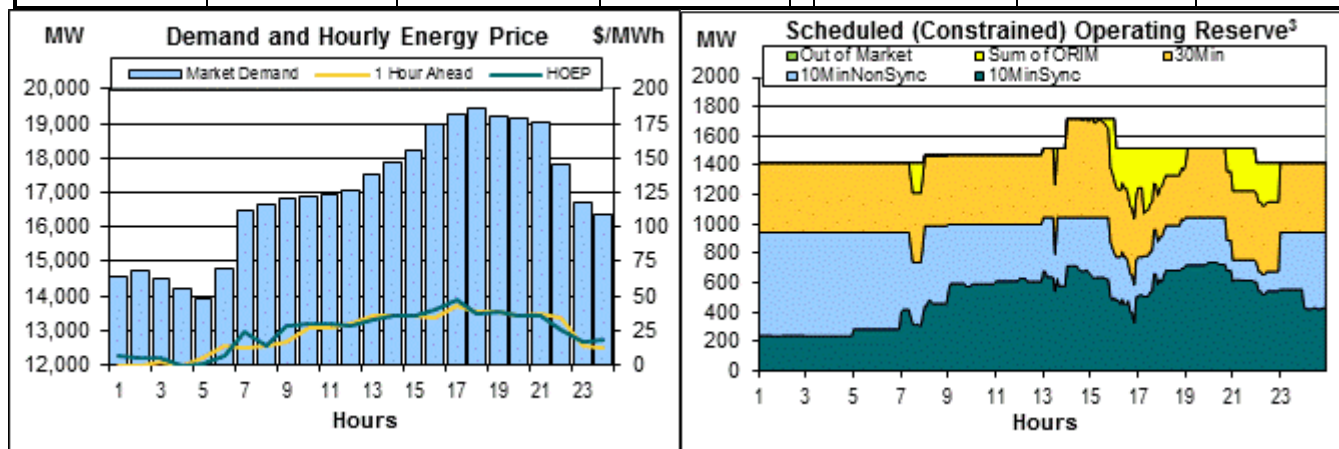 MW Demand and Hourly Energy Price $/MWh
Market Demand 1 Hour Ahead HOEP
20,000 200
19,000 175
18,000 150
17,000 125
16,000 100
15,000 75
14,000 50
13,000 25
12,000 0
1 3 5 7 9 11 13 15 17 19 21 23
Hours
MW Scheduled (Constrained) Operating Reserve³
Out of Market Sum of ORIM 30Min
10MinNonSync 10MinSync
2000
1800
1600
1400
1200
1000
800
600
400
200
0
1 3 5 7 9 11 13 15 17 19 21 23
Hours